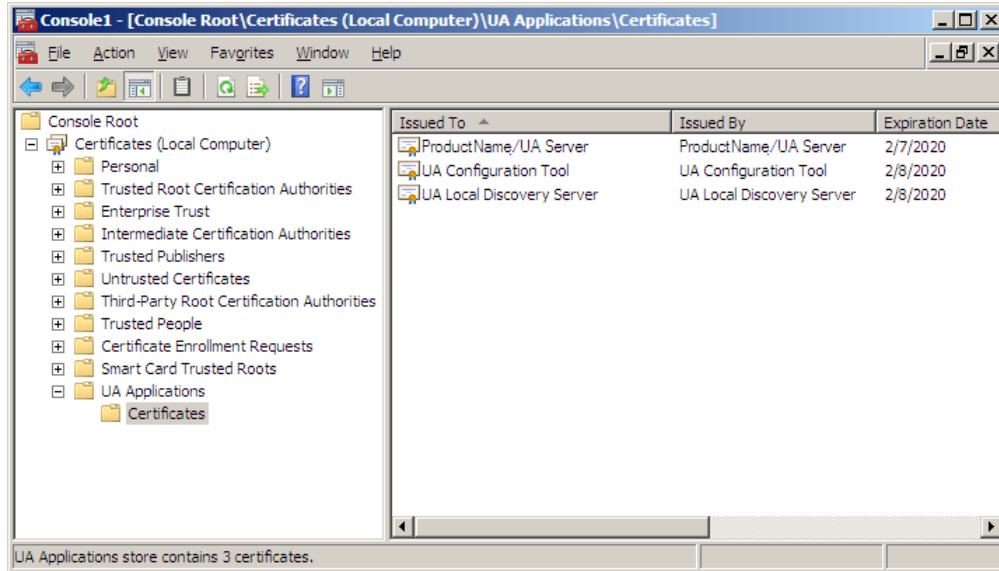 Console1 - [Console Root\Certificates (Local Computer)\UA Applications\Certificates]
File Action View Favorites Window Help
Console Root
Certificates (Local Computer)
Personal
Trusted Root Certification Authorities
Enterprise Trust
Intermediate Certification Authorities
Trusted Publishers
Untrusted Certificates
Third-Party Root Certification Authorities
Trusted People
Certificate Enrollment Requests
Smart Card Trusted Roots
UA Applications
Certificates
Issued To Issued By Expiration Date
ProductName/UA Server ProductName/UA Server 2/7/2020
UA Configuration Tool UA Configuration Tool 2/8/2020
UA Local Discovery Server UA Local Discovery Server 2/8/2020
UA Applications store contains 3 certificates.